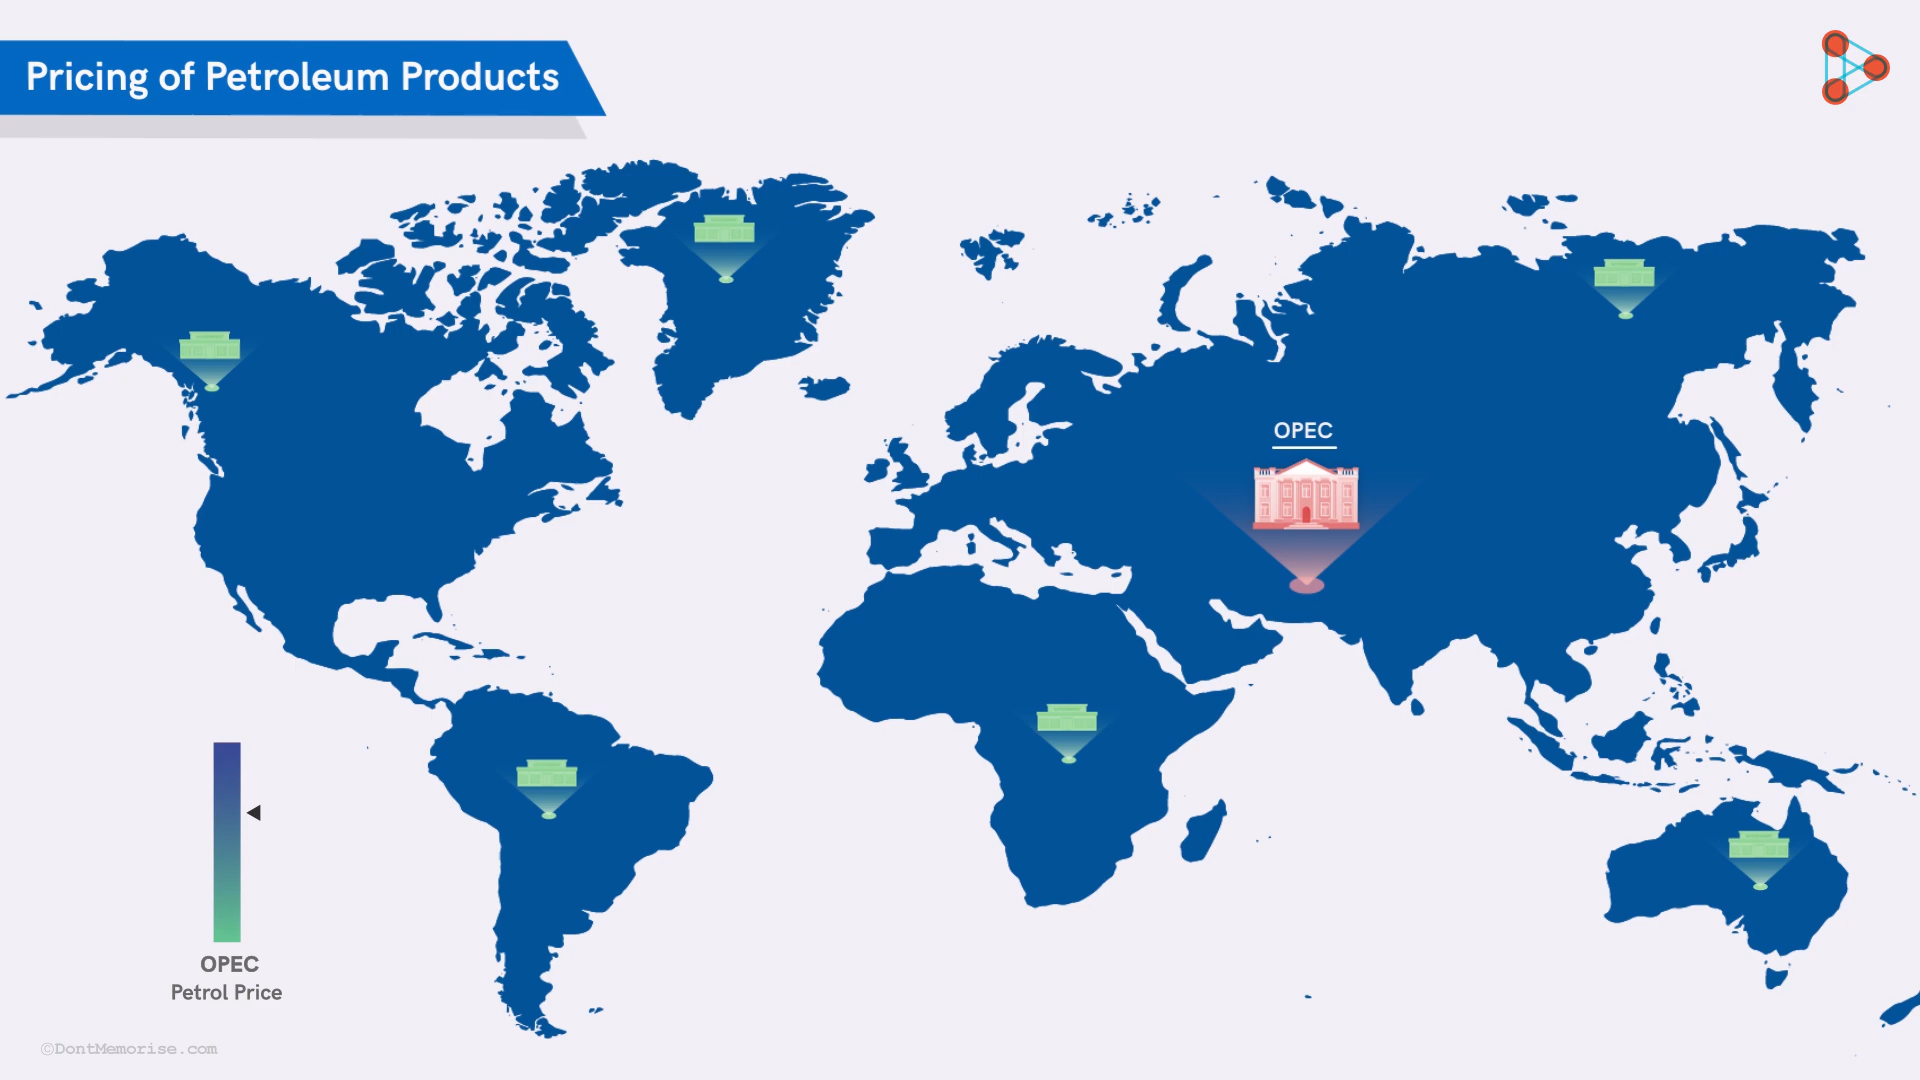 Pricing of Petroleum Products
OPEC
OPEC
Petrol Price
©DontMemorise.com